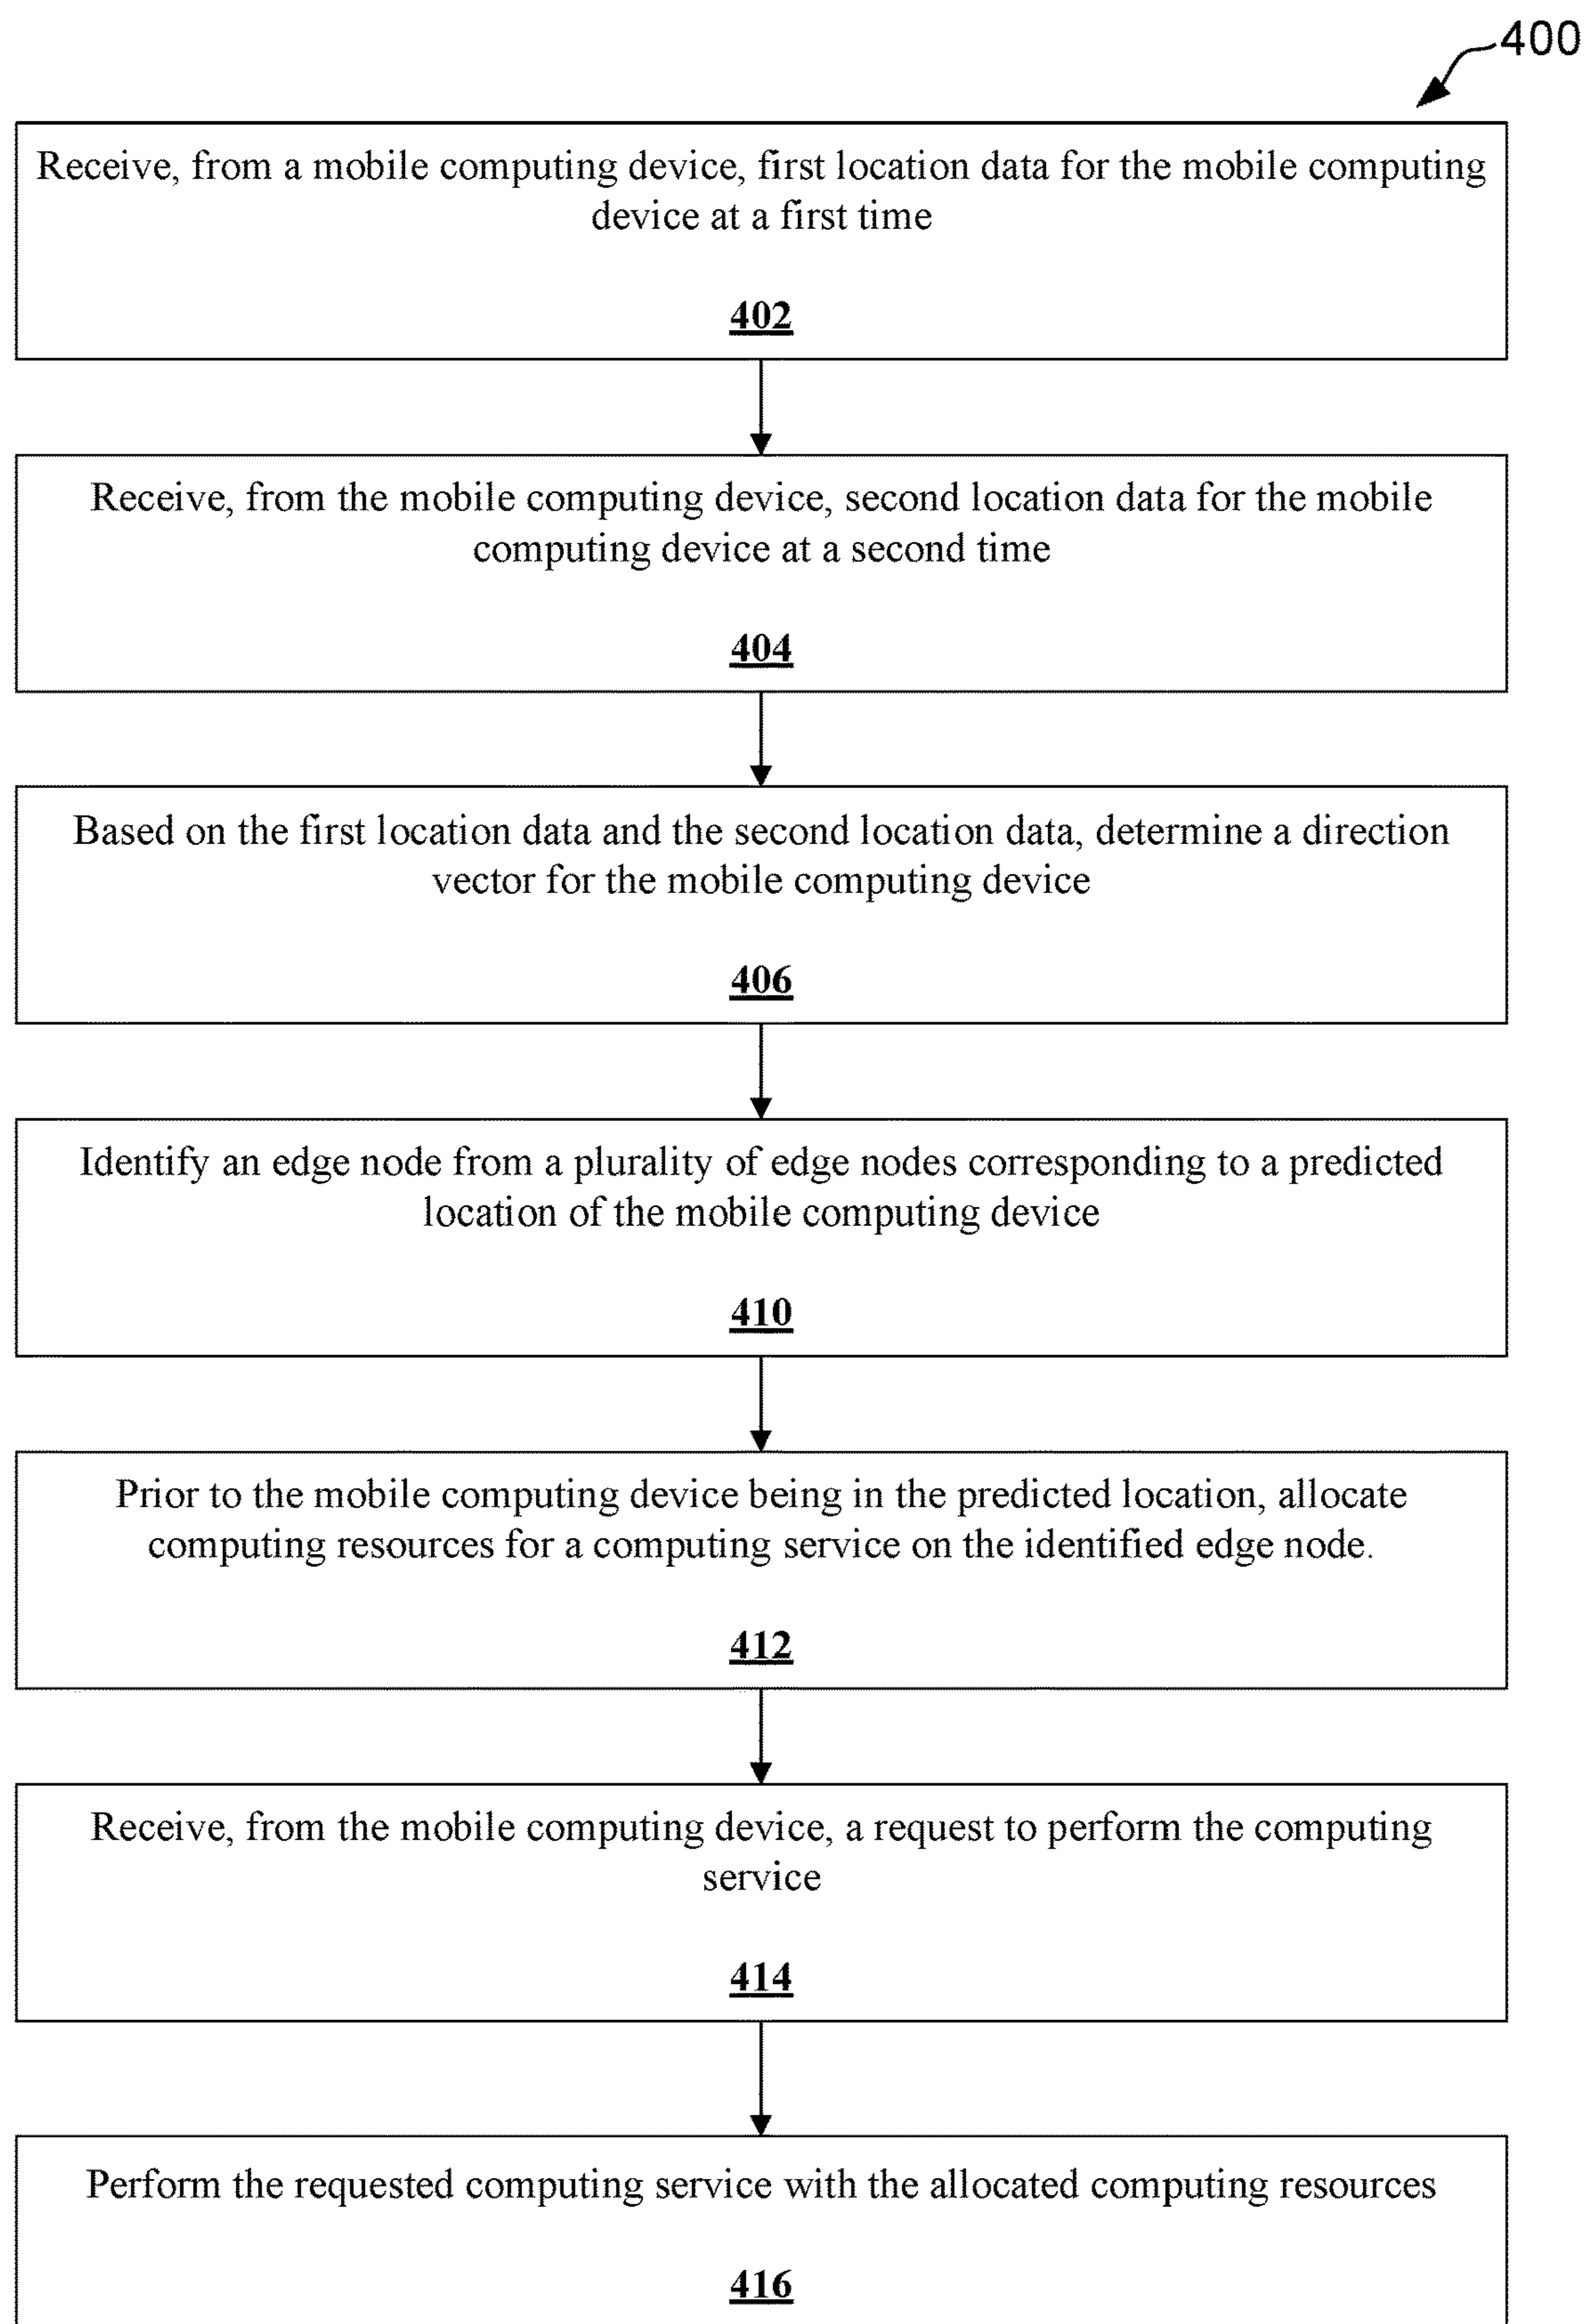 400
Receive, from a mobile computing device, first location data for the mobile computing
device at a first time
402
Receive, from the mobile computing device, second location data for the mobile
computing device at a second time
404
Based on the first location data and the second location data, determine a direction
vector for the mobile computing device
406
Identify an edge node from a plurality of edge nodes corresponding to a predicted
location of the mobile computing device
410
Prior to the mobile computing device being in the predicted location, allocate
computing resources for a computing service on the identified edge node.
412
Receive, from the mobile computing device, a request to perform the computing
service
414
Perform the requested computing service with the allocated computing resources
416